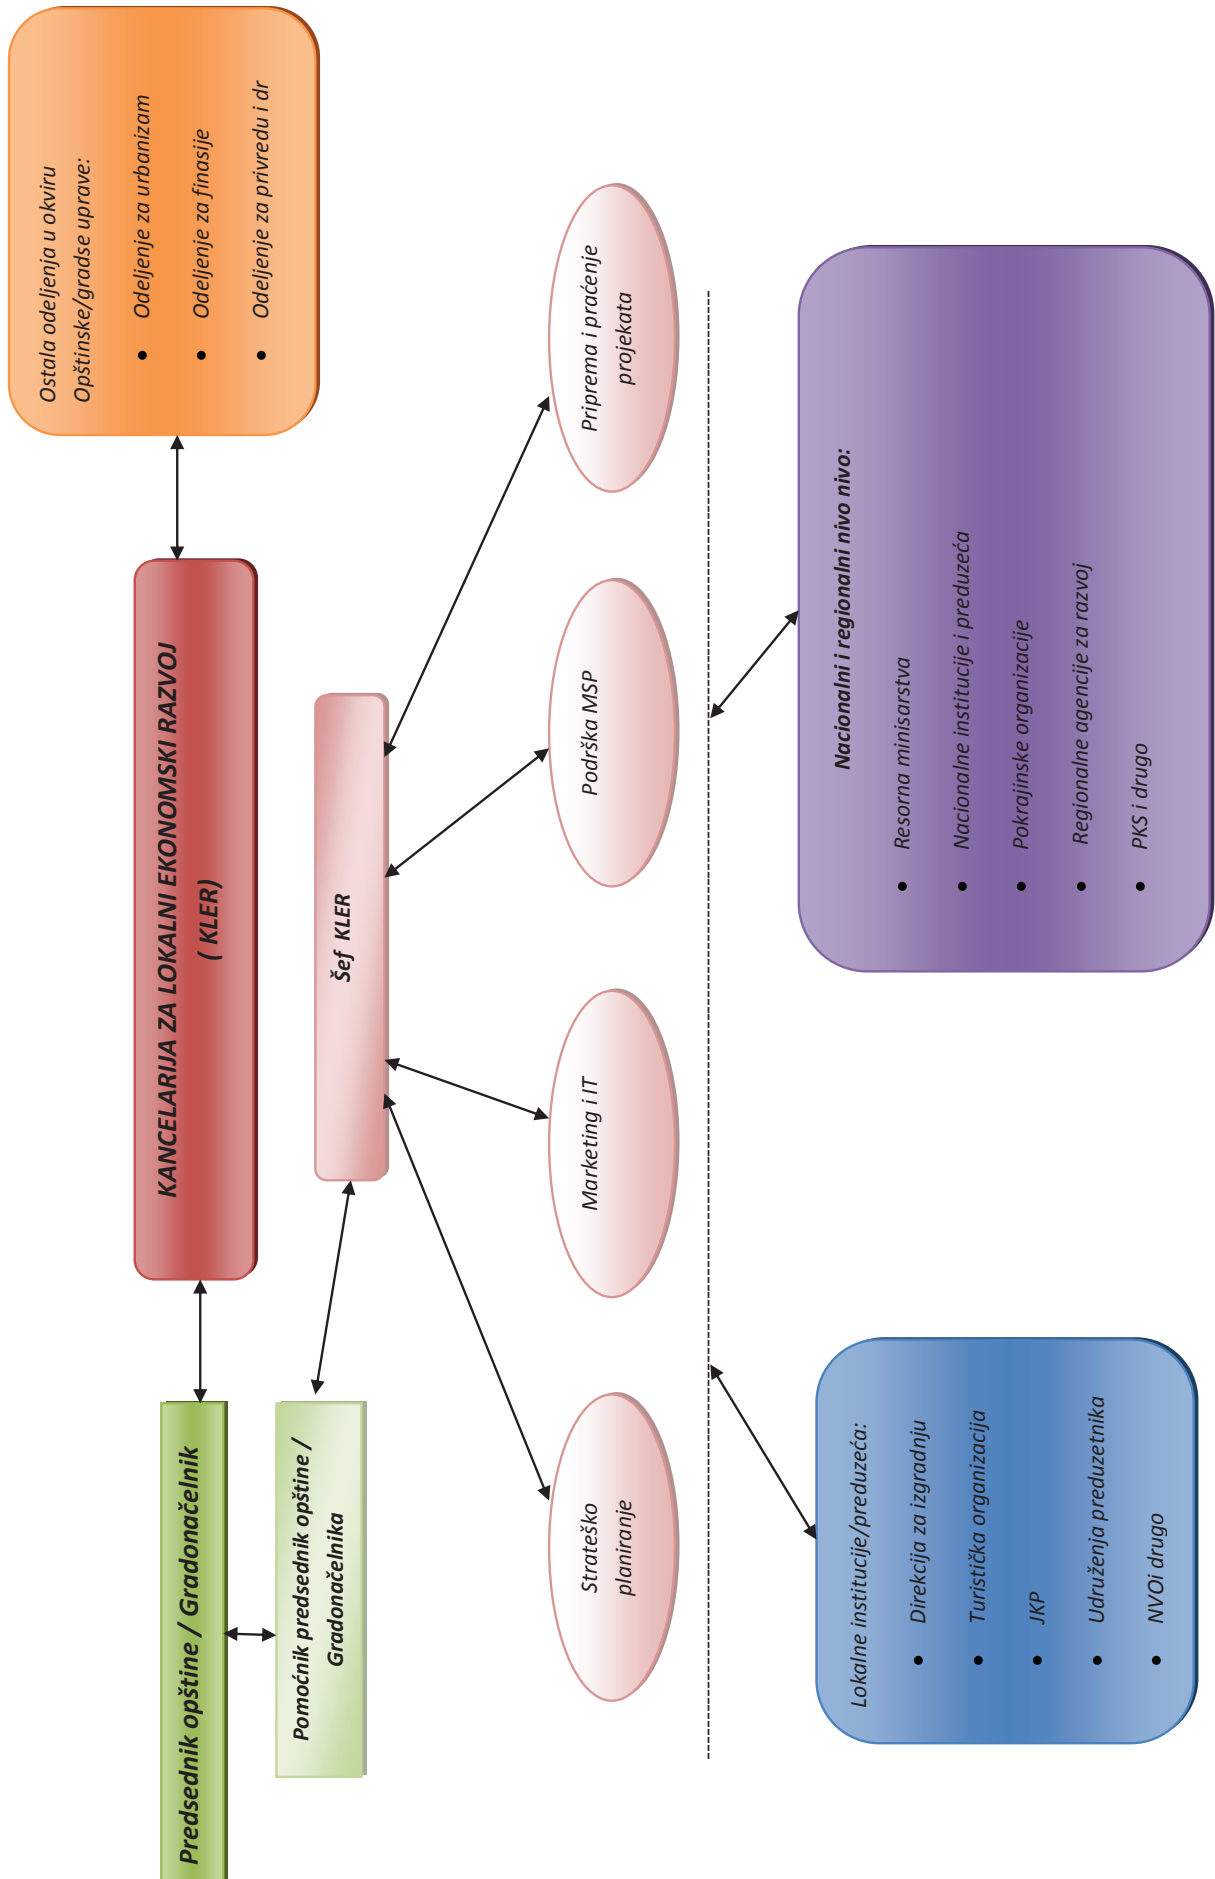 Predsednik opštine / Gradonačelnik
KANCELARIJA ZA LOKALNI EKONOMSKI RAZVOJ
( KLER)
Ostala odeljenja u okviru
Opštinske/gradse uprave:
• Odeljenje za urbanizam
• Odeljenje za finasije
• Odeljenje za privredu i dr
Pomoćnik predsednik opštine /
Gradonačelnika
Šef KLER
Strateško
planiranje
Marketing i IT
Podrška MSP
Priprema i praćenje
projekata
Lokalne institucije/preduzeća:
• Direkcija za izgradnju
• Turistička organizacija
• JKP
• Udruženja preduzetnika
• NVOi drugo
Nacionalni i regionalni nivo nivo:
• Resorna minisarstva
• Nacionalne institucije i preduzeća
• Pokrajinske organizacije
• Regionalne agencije za razvoj
• PKS i drugo